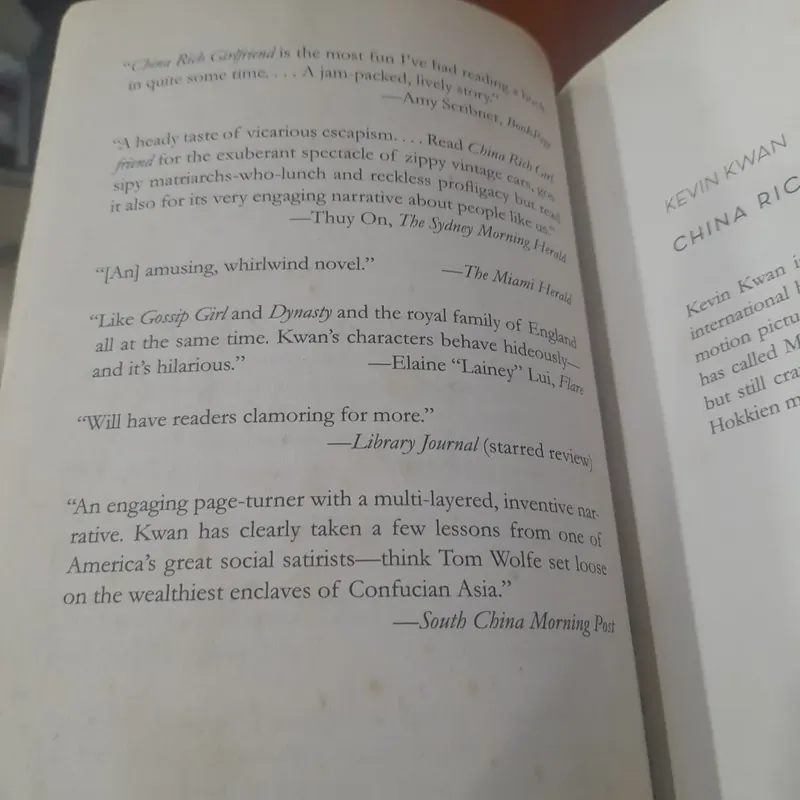 “China Rich Girlfriend is the most fun I’ve had reading a book
in quite some time. . . . A jam-packed, lively story.”
—Amy Scribner, BookPage
“A heady taste of vicarious escapism. . . . Read China Rich Girl
friend for the exuberant spectacle of zippy vintage cars, gos
sipy matriarchs-who-lunch and reckless profligacy but read
it also for its very engaging narrative about people like us.”
—Thuy On, The Sydney Morning Herald
“[An] amusing, whirlwind novel.” —The Miami Herald
“Like Gossip Girl and Dynasty and the royal family of England
all at the same time. Kwan’s characters behave hideously—
and it’s hilarious.” —Elaine “Lainey” Lui, Flare
“Will have readers clamoring for more.”
—Library Journal (starred review)
“An engaging page-turner with a multi-layered, inventive nar-
rative. Kwan has clearly taken a few lessons from one of
America’s great social satirists—think Tom Wolfe set loose
on the wealthiest enclaves of Confucian Asia.”
—South China Morning Post
KEVIN KWAN
CHINA RIC
Kevin Kwan i
international b
motion pictu
has called M
but still cra
Hokkien m